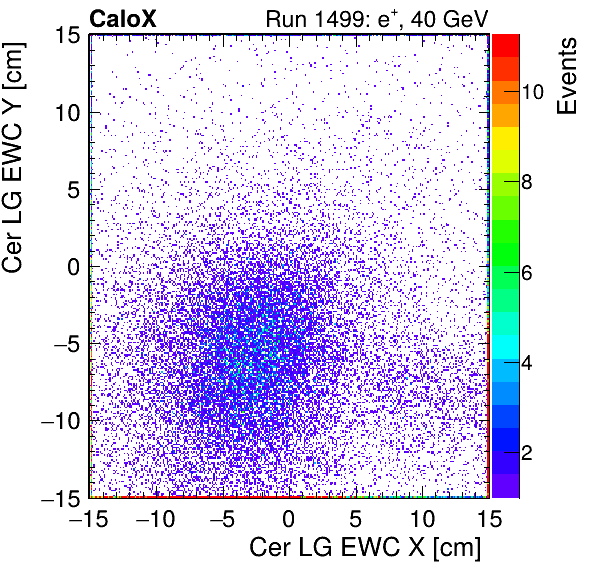 CaloX Run 1499: e+, 40 GeV
Cer LG EWC Y [cm]
15
10
5
0
−5
−10
−15
−15 −10 −5 0 5 10 15
Cer LG EWC X [cm]
Events
10
8
6
4
2